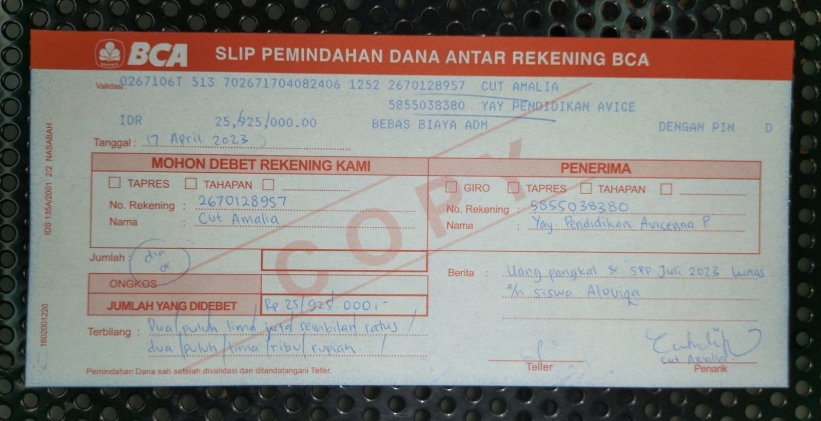 BCA SLIP PEMINDAHAN DANA ANTAR REKENING BCA
Validasi 0267106T 513 702671704082406 1252 2670128957 CUT AMALIA
5855038380 YAY PENDIDIKAN AVICE
IDR 25,925,000.00 BEBAS BIAYA ADM DENGAN PIN D
Tanggal : 17 April 2023
MOHON DEBET REKENING KAMI
TAPRES TAHAPAN
No. Rekening : 2670128957
Nama : Cut Amalia
PENERIMA
GIRO TAPRES TAHAPAN
No. Rekening : 5855038380
Nama : Yay. Pendidikan Avicenna P
COPY
Jumlah :
ONGKOS
JUMLAH YANG DIDEBET Rp 25/925.000,-
Terbilang : Dua/puluh lima juta sembilan ratus/
dua/puluh/lima/ribu/rupiah
Berita : Uang pangkal & SPP Juli 2023 lunas
a/n siswa Aloviqa
Teller
Cut Amalia
Penarik
Pemindahan Dana sah setelah divalidasi dan ditandatangani Teller.
IDS 135A/2001 2/2 NASABAH
1602001220